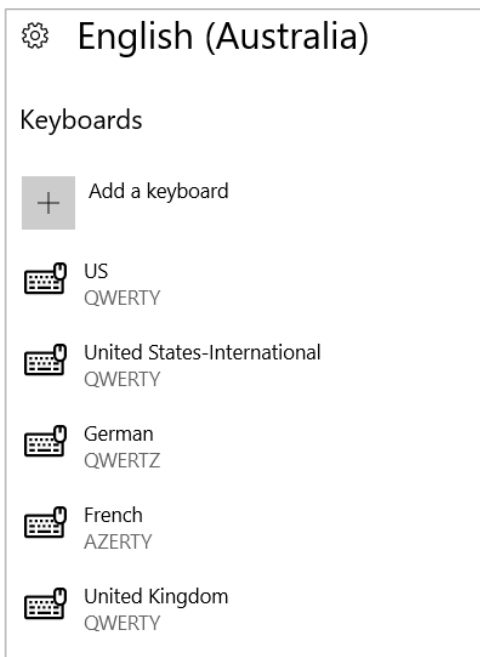 English (Australia)
Keyboards
Add a keyboard
US
QWERTY
United States-International
QWERTY
German
QWERTZ
French
AZERTY
United Kingdom
QWERTY